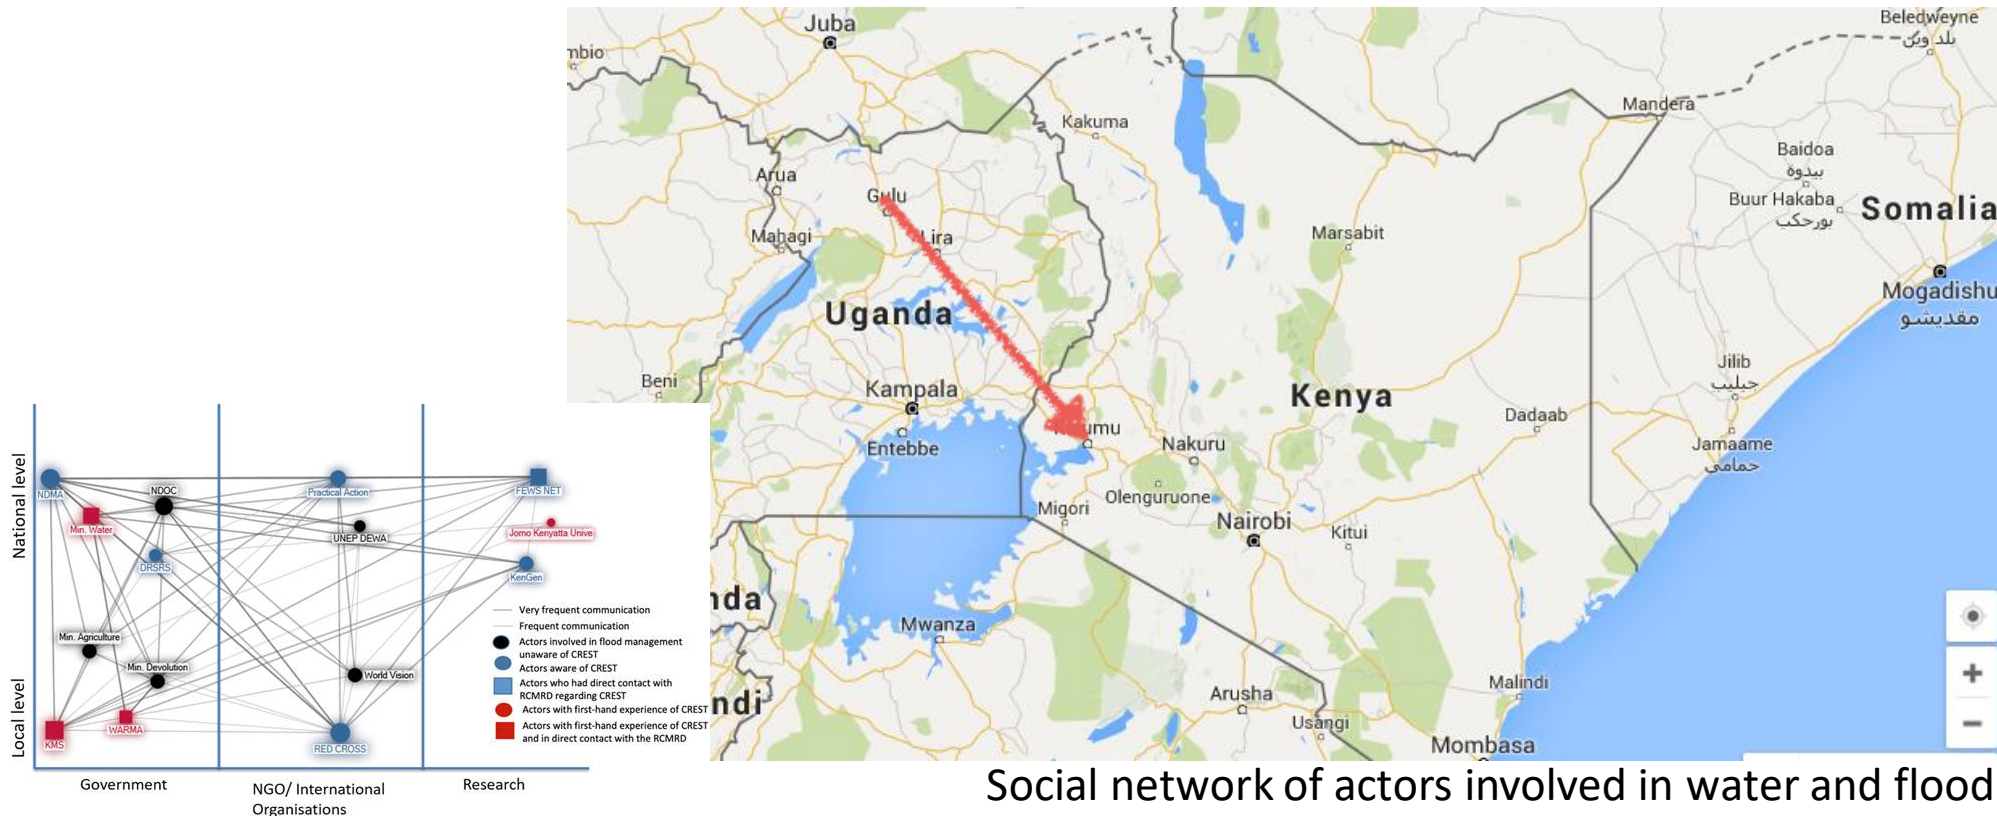 Juba
Beledweyne
بلد وين
mbio
Kakuma
Mandera
Baidoa
بيدوة
Arua
Gulu
Buur Hakaba
بورحكب
Somalia
Mahagi
Lira
Marsabit
Mogadishu
مقديشو
Uganda
Jilib
جيليب
Beni
Kampala
Kenya
Dadaab
umu
Entebbe
Nakuru
Jamaame
حمامي
Olenguruone
Migori
Nairobi
Kitui
nda
Mwanza
Malindi
ndi
Arusha
Usangi
Mombasa
National level
Local level
NDMA
NDOC
Practical Action
FEWS NET
Min. Water
UNEP DEWA
Jomo Kenyatta Unive
DRSRS
KenGen
Very frequent communication
Frequent communication
Min. Agriculture
Actors involved in flood management
unaware of CREST
Min. Devolution
Actors aware of CREST
World Vision
Actors who had direct contact with
RCMRD regarding CREST
Actors with first-hand experience of CREST
Actors with first-hand experience of CREST
and in direct contact with the RCMRD
KMS
WARMA
RED CROSS
Government
NGO/ International
Organisations
Research
Social network of actors involved in water and flood